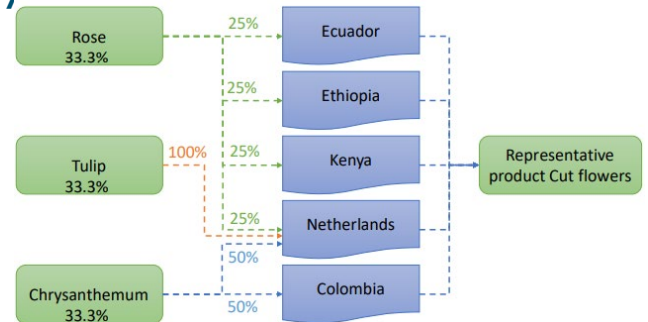 )
Rose
33.3%
25%
Ecuador
25%
Ethiopia
Tulip
33.3%
100%
25%
Kenya
Representative
product Cut flowers
25%
Netherlands
50%
Chrysanthemum
33.3%
50%
Colombia